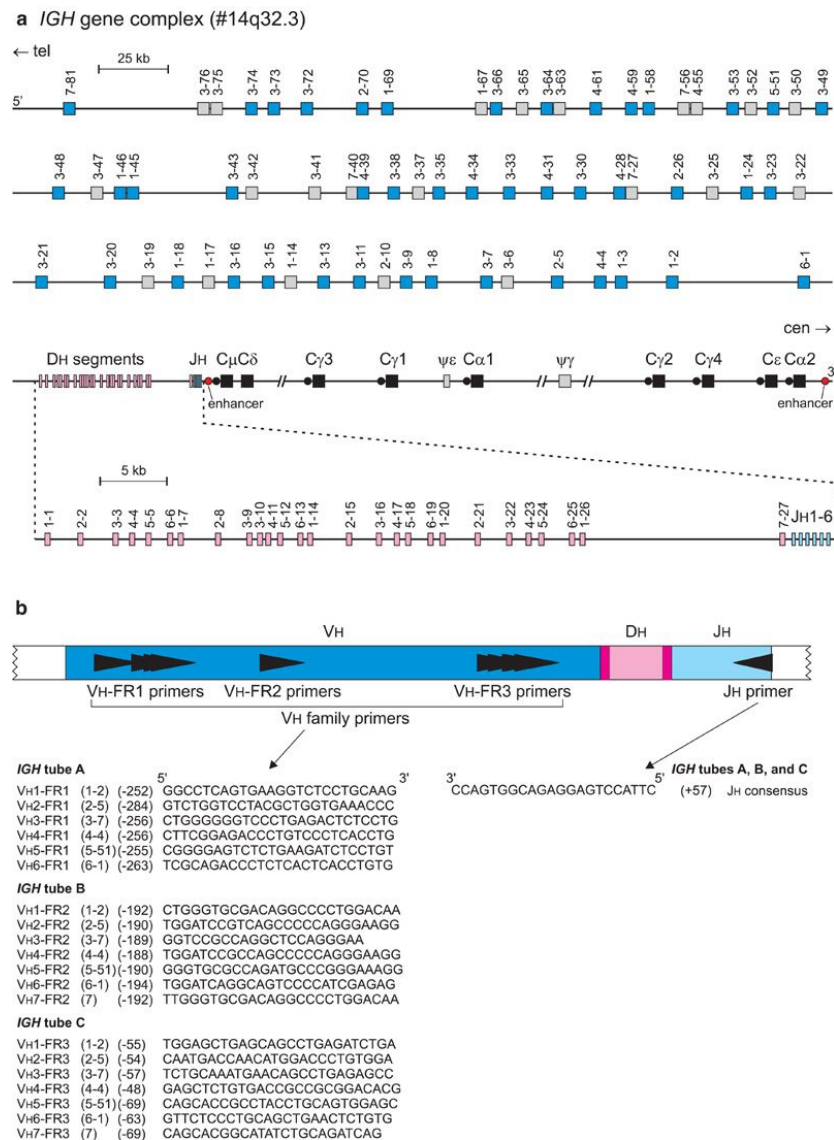 a IGH gene complex (#14q32.3)
← tel
25 kb
5' 7-81 3-76 3-75 3-74 3-73 3-72 2-70 1-69 1-67 3-66 3-65 3-64 3-63 4-61 4-59 1-58 7-56 4-55 3-53 3-52 5-51 3-50 3-49
3-48 3-47 1-46 1-45 3-43 3-42 3-41 7-40 4-39 3-38 3-37 3-35 4-34 3-33 4-31 3-30 4-28 7-27 2-26 3-25 1-24 3-23 3-22
3-21 3-20 3-19 1-18 1-17 3-16 3-15 1-14 3-13 3-11 2-10 3-9 1-8 3-7 3-6 2-5 4-4 1-3 1-2 6-1
cen →
DH segments JH Cμ Cδ Cγ3 Cγ1 ψε Cα1 ψγ Cγ2 Cγ4 Cε Cα2 3
enhancer enhancer
5 kb
1-1 2-2 3-3 4-4 5-5 6-6 1-7 2-8 3-9 3-10 4-11 5-12 6-13 1-14 2-15 3-16 4-17 5-18 6-19 1-20 2-21 3-22 4-23 5-24 6-25 1-26 7-27 JH1-6
b
VH DH JH
VH-FR1 primers VH-FR2 primers VH-FR3 primers JH primer
VH family primers
IGH tube A 5' 3' 3' 5' IGH tubes A, B, and C
VH1-FR1 (1-2) (-252) GGCCTCAGTGAAGGTCTCCTGCAAG CCAGTGGCAGAGGAGTCCATTC (+57) JH consensus
VH2-FR1 (2-5) (-284) GTCTGGTCCTACGCTGGTGAAACCC
VH3-FR1 (3-7) (-256) CTGGGGGGTCCCTGAGACTCTCCTG
VH4-FR1 (4-4) (-256) CTTCGGAGACCCTGTCCCTCACCTG
VH5-FR1 (5-51) (-255) CGGGGAGTCTCTGAAGATCTCCTGT
VH6-FR1 (6-1) (-263) TCGCAGACCCTCTCACTCACCTGTG
IGH tube B
VH1-FR2 (1-2) (-192) CTGGGTGCGACAGGCCCCTGGACAA
VH2-FR2 (2-5) (-190) TGGATCCGTCAGCCCCCAGGGAAGG
VH3-FR2 (3-7) (-189) GGTCCGCCAGGCTCCAGGGAA
VH4-FR2 (4-4) (-188) TGGATCCGCCAGCCCCCAGGGAAGG
VH5-FR2 (5-51) (-190) GGGTGCGCCAGATGCCCGGGAAAGG
VH6-FR2 (6-1) (-194) TGGATCAGGCAGTCCCCATCGAGAG
VH7-FR2 (7) (-192) TTGGGTGCGACAGGCCCCTGGACAA
IGH tube C
VH1-FR3 (1-2) (-55) TGGAGCTGAGCAGCCTGAGATCTGA
VH2-FR3 (2-5) (-54) CAATGACCAACATGGACCCTGTGGA
VH3-FR3 (3-7) (-57) TCTGCAAATGAACAGCCTGAGAGCC
VH4-FR3 (4-4) (-48) GAGCTCTGTGACCGCCGCGGACACG
VH5-FR3 (5-51) (-69) CAGCACCGCCTACCTGCAGTGGAGC
VH6-FR3 (6-1) (-63) GTTCTCCCTGCAGCTGAACTCTGTG
VH7-FR3 (7) (-69) CAGCACGGCATATCTGCAGATCAG